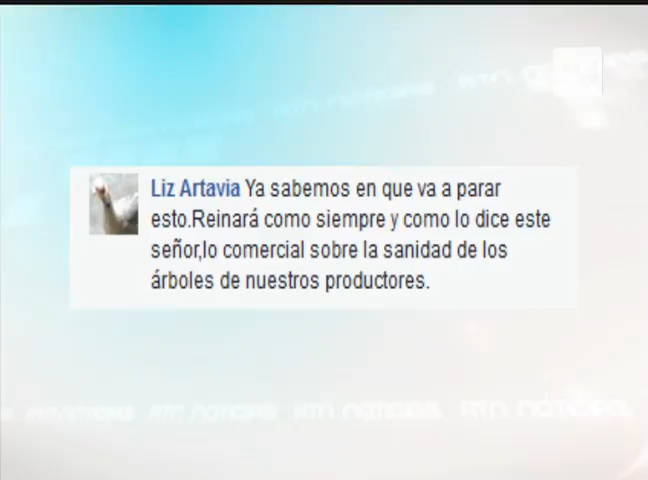 Liz Artavia Ya sabemos en que va a parar
esto.Reinará como siempre y como lo dice este
señor,lo comercial sobre la sanidad de los
árboles de nuestros productores.